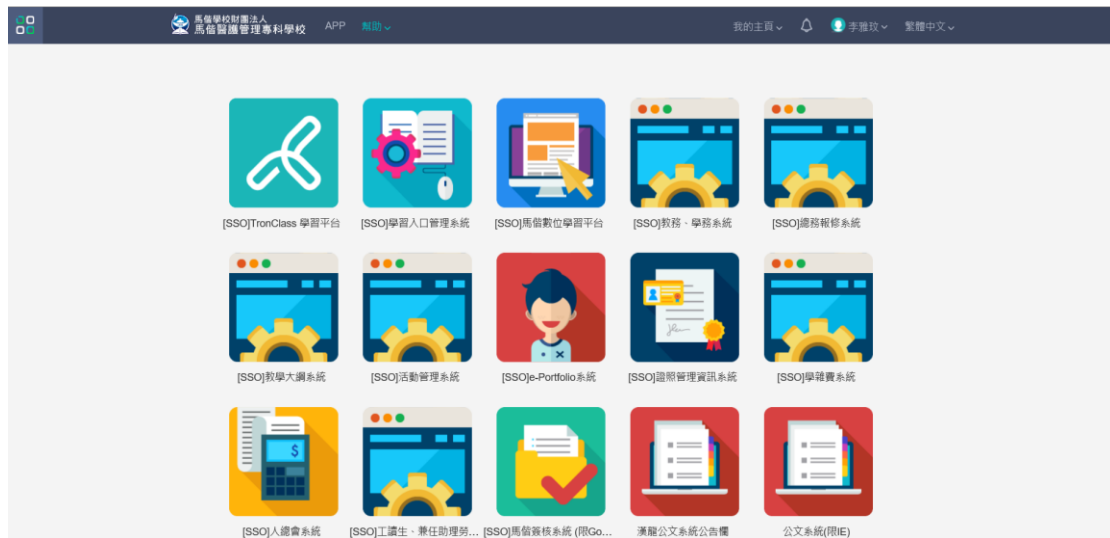 馬偕學校財團法人
馬偕醫護管理專科學校
APP
幫助
我的主頁
李雅玟
繁體中文
[SSO]TronClass 學習平台
[SSO]學習入口管理系統
[SSO]馬偕數位學習平台
[SSO]教務、學務系統
[SSO]總務報修系統
[SSO]教學大綱系統
[SSO]活動管理系統
[SSO]e-Portfolio系統
[SSO]證照管理資訊系統
[SSO]學雜費系統
[SSO]人總會系統
[SSO]工讀生、兼任助理勞...
[SSO]馬偕簽核系統 (限Go...
漢龍公文系統公告欄
公文系統(限IE)